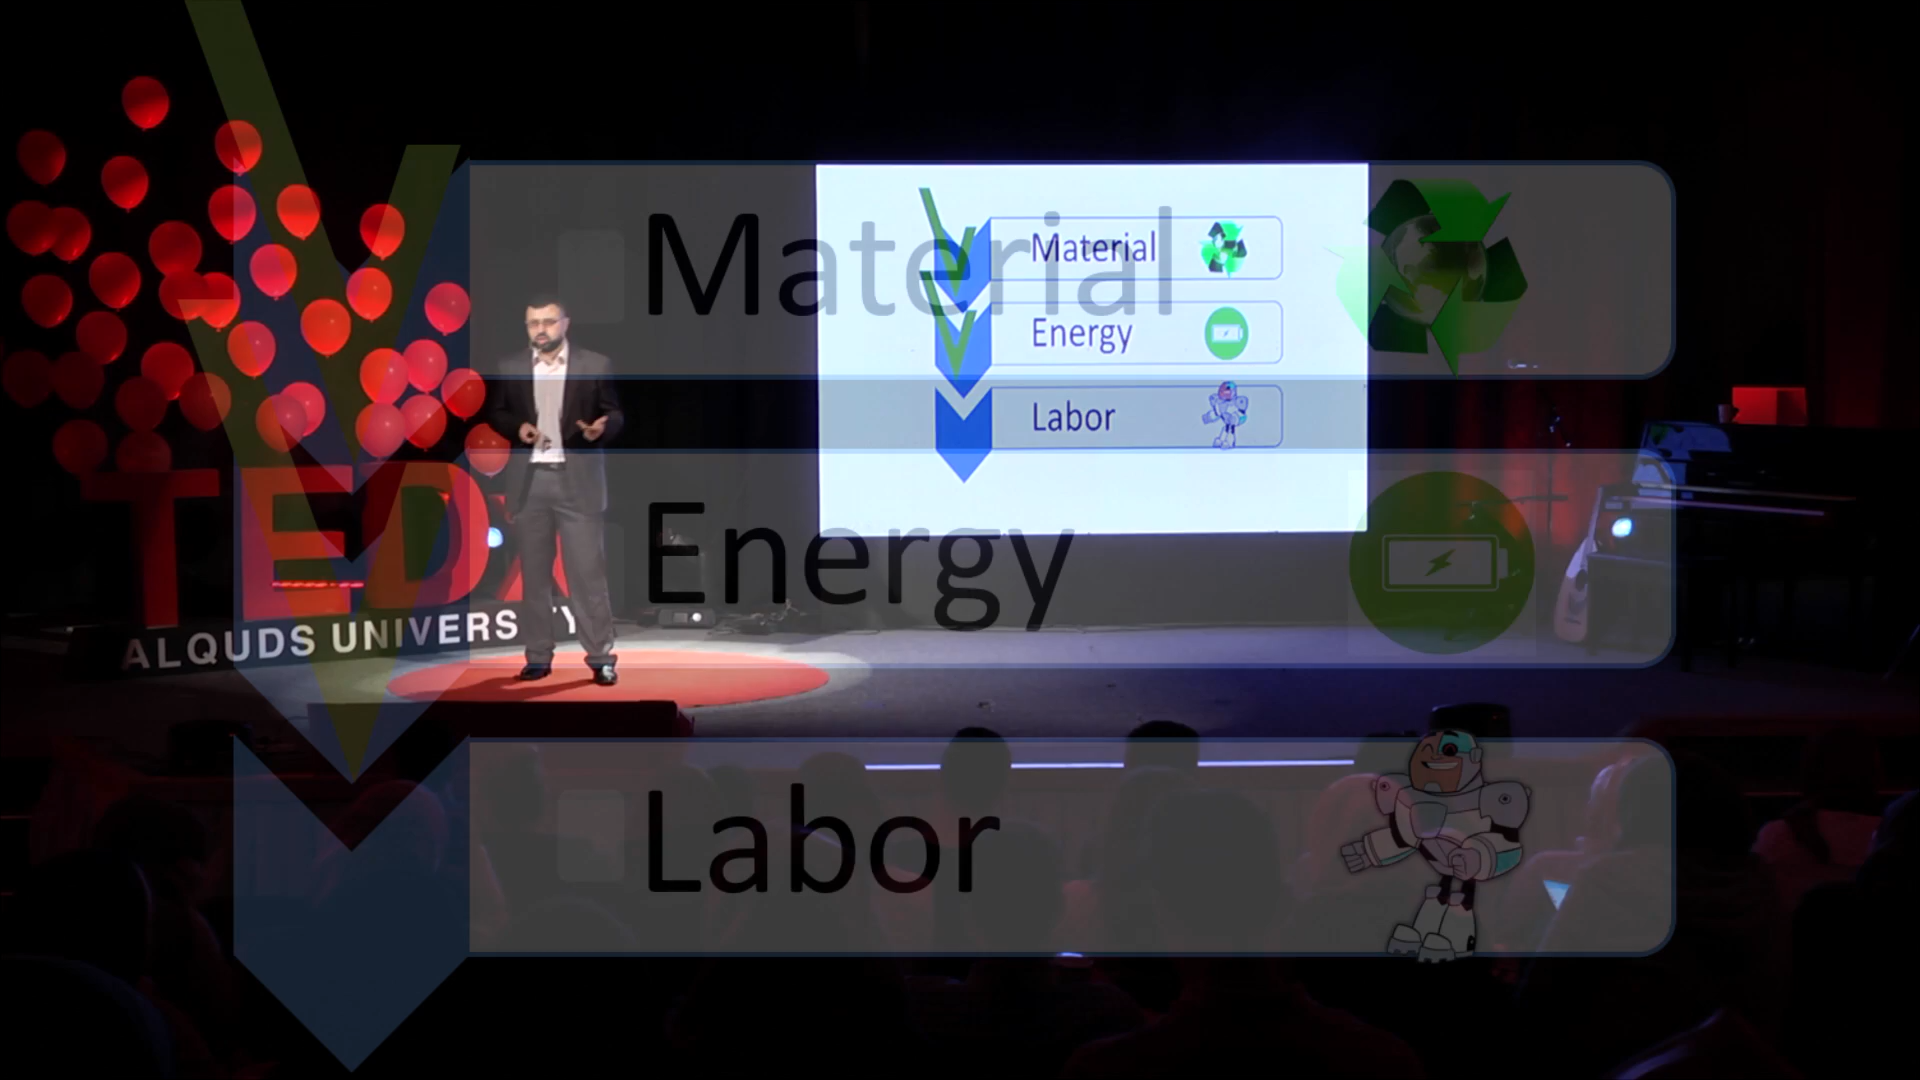 Material
Energy
Labor
Material
Energy
Labor
TEDx
ALQUDS UNIVERSITY